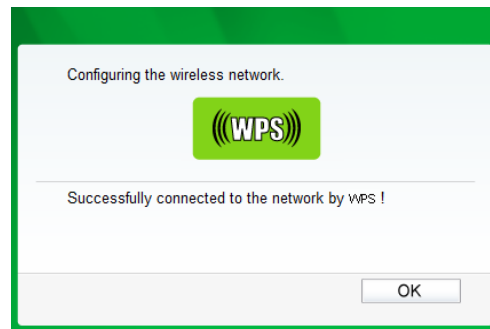 Configuring the wireless network.
(((WPS)))
Successfully connected to the network by WPS !
OK